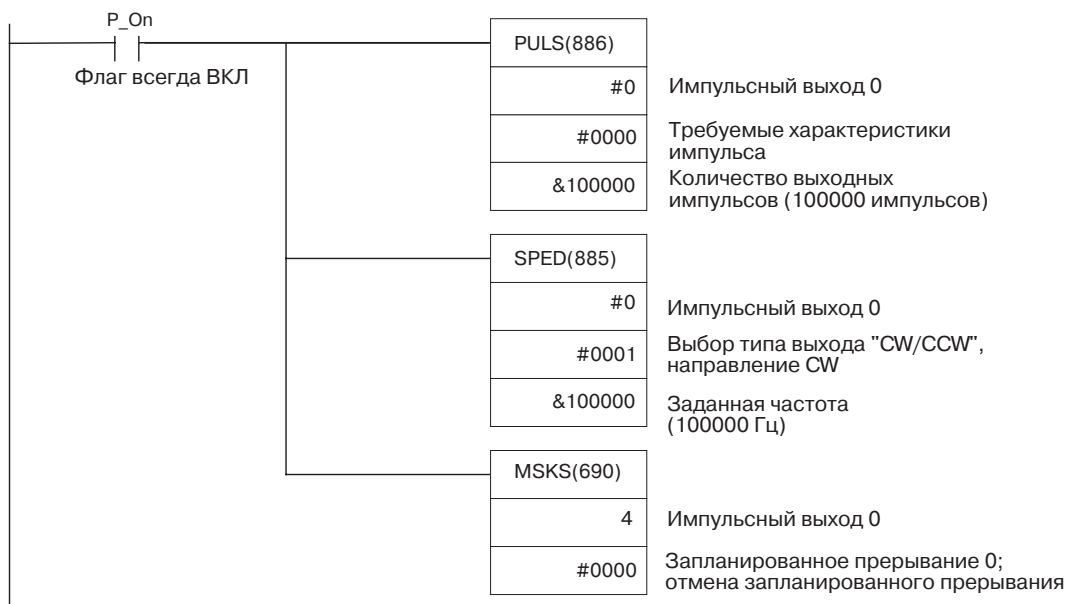 P_On
Флаг всегда ВКЛ
PULS(886)
#0
Импульсный выход 0
#0000
Требуемые характеристики
импульса
&100000
Количество выходных
импульсов (100000 импульсов)
SPED(885)
#0
Импульсный выход 0
#0001
Выбор типа выхода "CW/CCW",
направление CW
&100000
Заданная частота
(100000 Гц)
MSKS(690)
4
Импульсный выход 0
#0000
Запланированное прерывание 0;
отмена запланированного прерывания